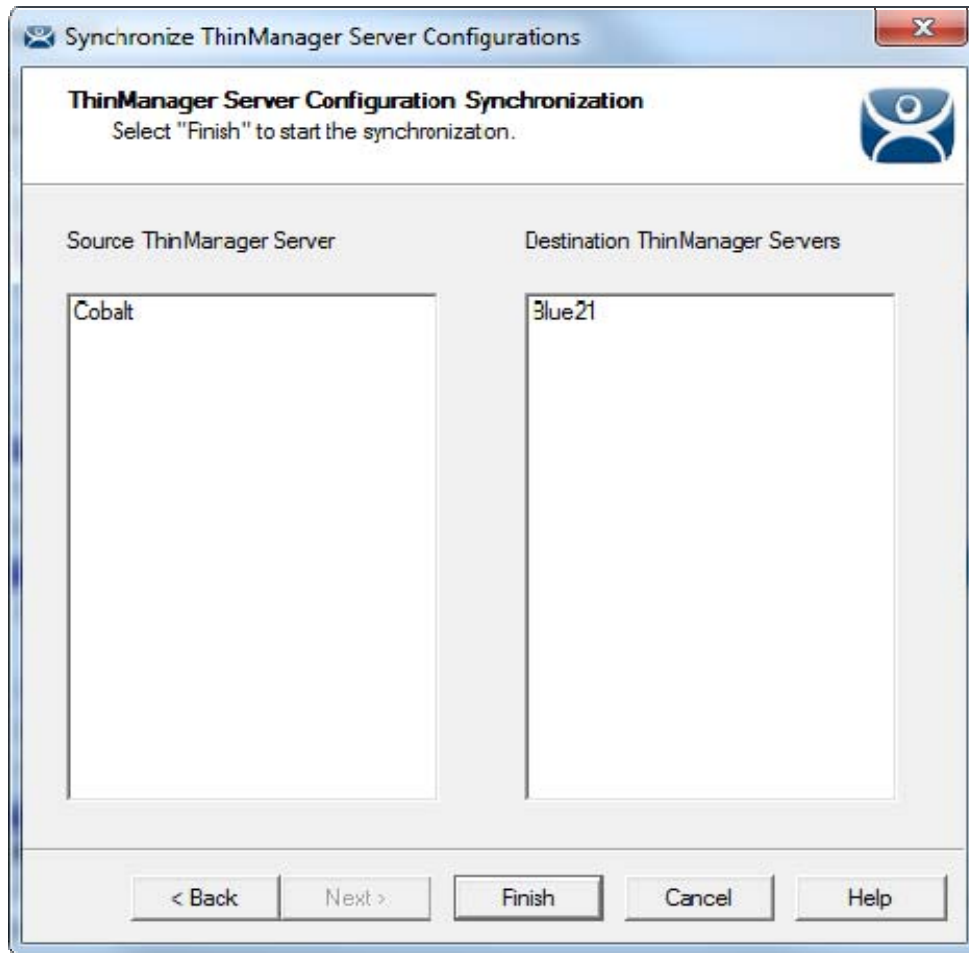 Synchronize ThinManager Server Configurations
ThinManager Server Configuration Synchronization
Select "Finish" to start the synchronizaton.
Source ThinManager Server
Destination ThinManager Servers
Cobalt
Blue21
< Back
Next >
Finish
Cancel
Help